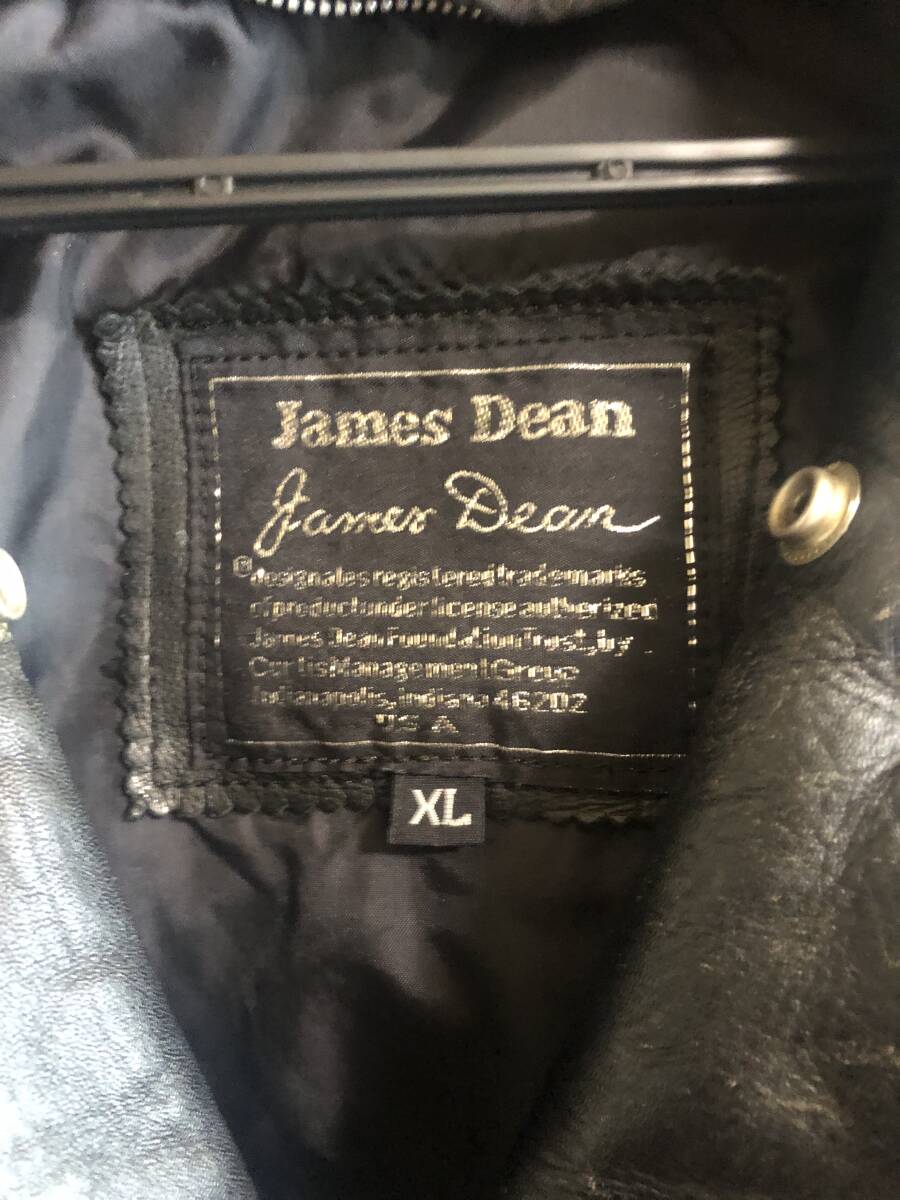 James Dean
James Dean
® designates registered trademarks
of product under license authorized
James Dean Foundation Trust, by
Curtis Management Group
Indianapolis, Indiana 46202
USA
XL